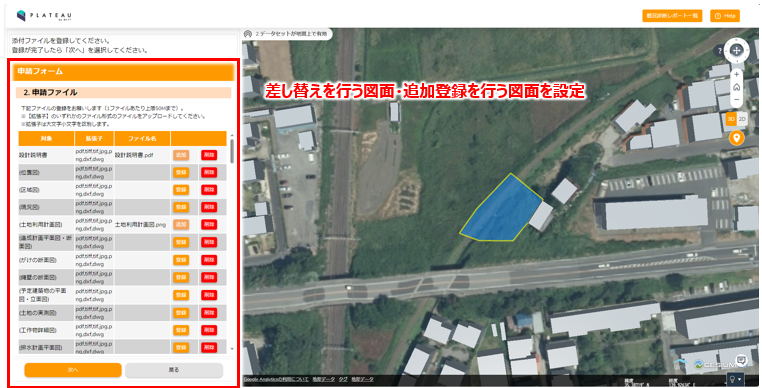 PLATEAU
by MLIT
概況診断レポート一覧
Help
添付ファイルを登録してください。
登録が完了したら「次へ」を選択してください。
2 データセットが地図上で有効
申請フォーム
2. 申請ファイル
下記ファイルの登録をお願いします（1ファイルあたり上限50Mまで）。
※【拡張子】のいずれかのファイル形式のファイルをアップロードしてください。
※拡張子は大文字小文字を区別します。
対象 拡張子 ファイル名
設計説明書 pdf,tiff,tif,jpg,png,dxf,dwg 設計説明書.pdf 追加 削除
(位置図) pdf,tiff,tif,jpg,png,dxf,dwg 登録 削除
(区域図) pdf,tiff,tif,jpg,png,dxf,dwg 登録 削除
(現況図) pdf,tiff,tif,jpg,png,dxf,dwg 登録 削除
(土地利用計画図) pdf,tiff,tif,jpg,png,dxf,dwg 土地利用計画図.png 追加 削除
(造成計画平面図・断面図) pdf,tiff,tif,jpg,png,dxf,dwg 登録 削除
(がけの断面図) pdf,tiff,tif,jpg,png,dxf,dwg 登録 削除
(擁壁の断面図) pdf,tiff,tif,jpg,png,dxf,dwg 登録 削除
(予定建築物の平面図・立面図) pdf,tiff,tif,jpg,png,dxf,dwg 登録 削除
(土地の実測図) pdf,tiff,tif,jpg,png,dxf,dwg 登録 削除
(工作物詳細図) pdf,tiff,tif,jpg,png,dxf,dwg 登録 削除
(排水計画平面図) pdf,tiff,tif,jpg,png,dxf,dwg 登録 削除
次へ
戻る
差し替えを行う図面・追加登録を行う図面を設定
3D 2D
Google Analyticsの利用について 地形データ タグ 地形データ
緯度
経度
CESIUM